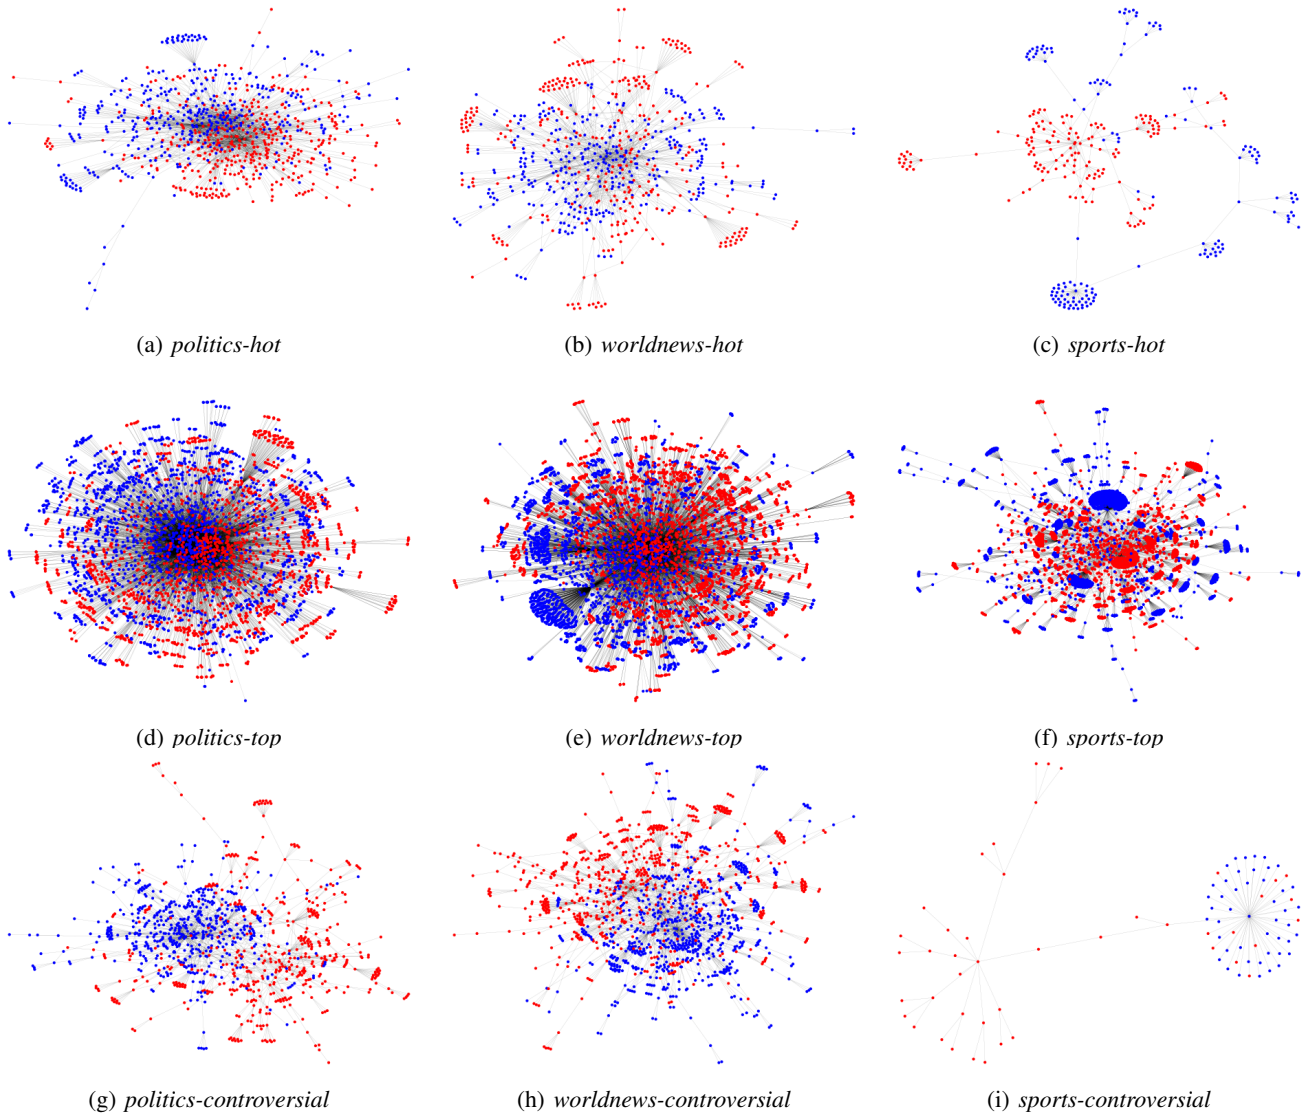 (a) politics-hot
(b) worldnews-hot
(c) sports-hot
(d) politics-top
(e) worldnews-top
(f) sports-top
(g) politics-controversial
(h) worldnews-controversial
(i) sports-controversial